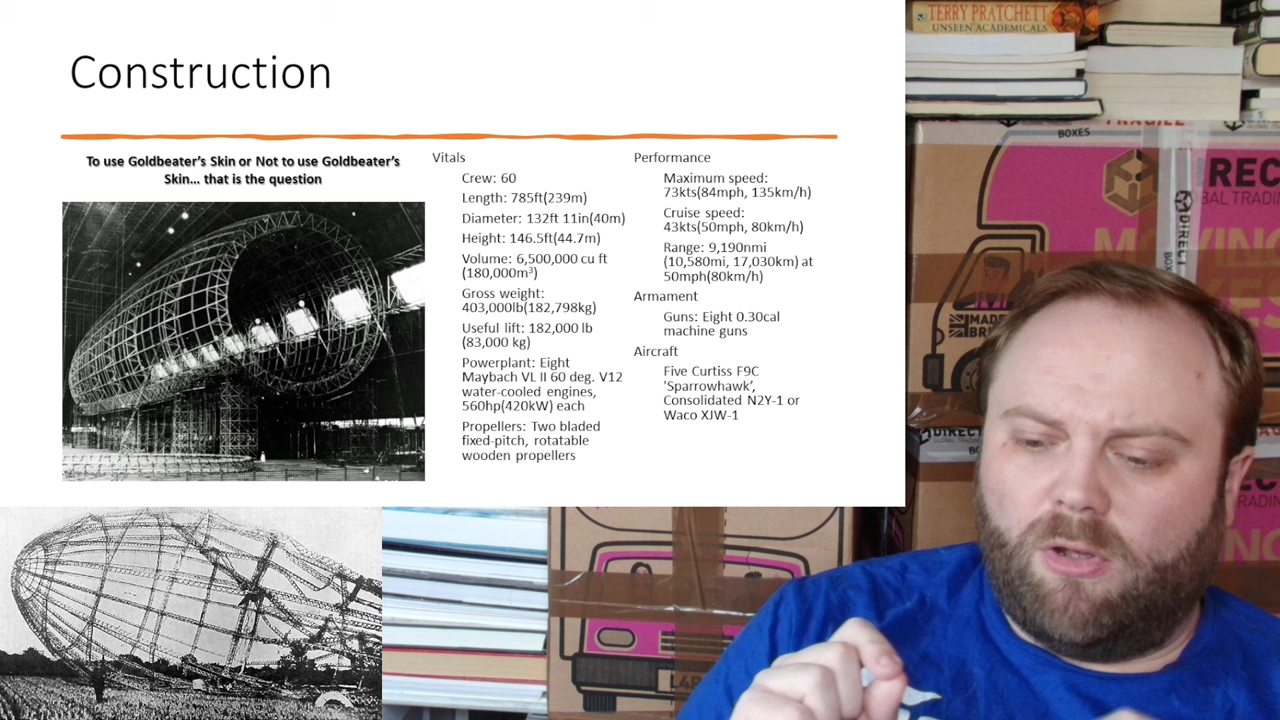 Construction
To use Goldbeater's Skin or Not to use Goldbeater's
Skin... that is the question
Vitals
Crew: 60
Length: 785ft(239m)
Diameter: 132ft 11in(40m)
Height: 146.5ft(44.7m)
Volume: 6,500,000 cu ft
(180,000m³)
Gross weight:
403,000lb(182,798kg)
Useful lift: 182,000 lb
(83,000 kg)
Powerplant: Eight
Maybach VL II 60 deg. V12
water-cooled engines,
560hp(420kW) each
Propellers: Two bladed
fixed-pitch, rotatable
wooden propellers
Performance
Maximum speed:
73kts(84mph, 135km/h)
Cruise speed:
43kts(50mph, 80km/h)
Range: 9,190nmi
(10,580mi, 17,030km) at
50mph(80km/h)
Armament
Guns: Eight 0.30cal
machine guns
Aircraft
Five Curtiss F9C
'Sparrowhawk',
Consolidated N2Y-1 or
Waco XJW-1
TERRY PRATCHETT
UNSEEN ACADEMICALS
FRAGILE
BOXES
DIRECT
MADE